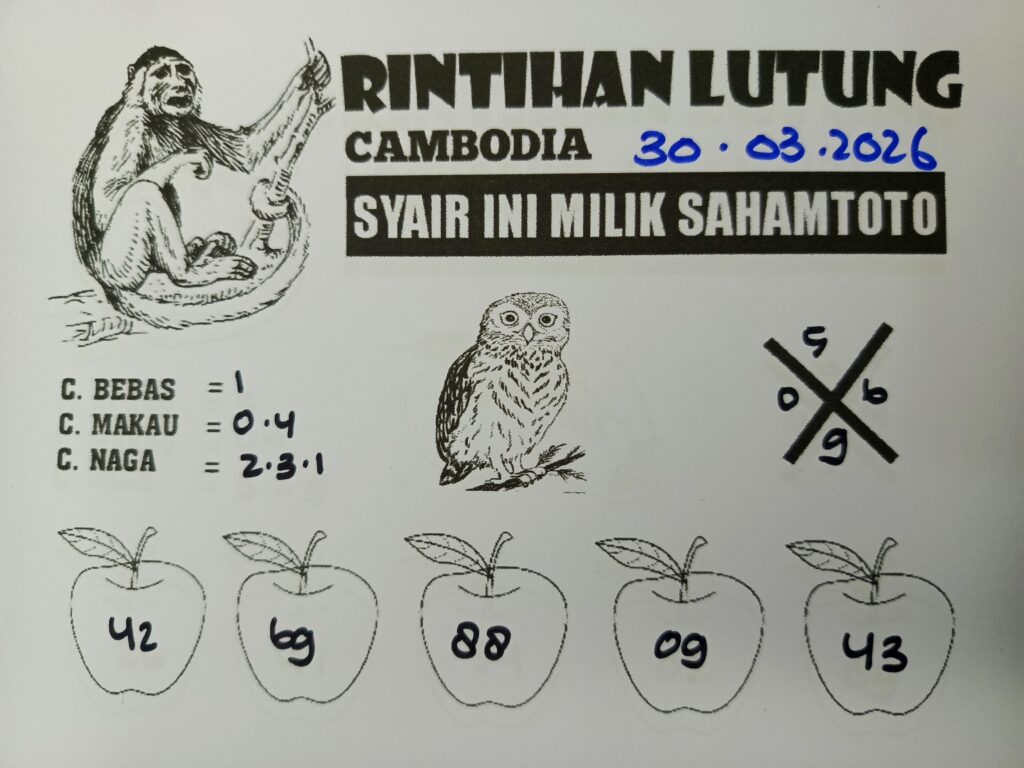 RINTIHAN LUTUNG
CAMBODIA 30.03.2026
SYAIR INI MILIK SAHAMTOTO
C. BEBAS = 1
C. MAKAU = 0.4
C. NAGA = 2.3.1
5
0 6
9
42 69 88 09 43